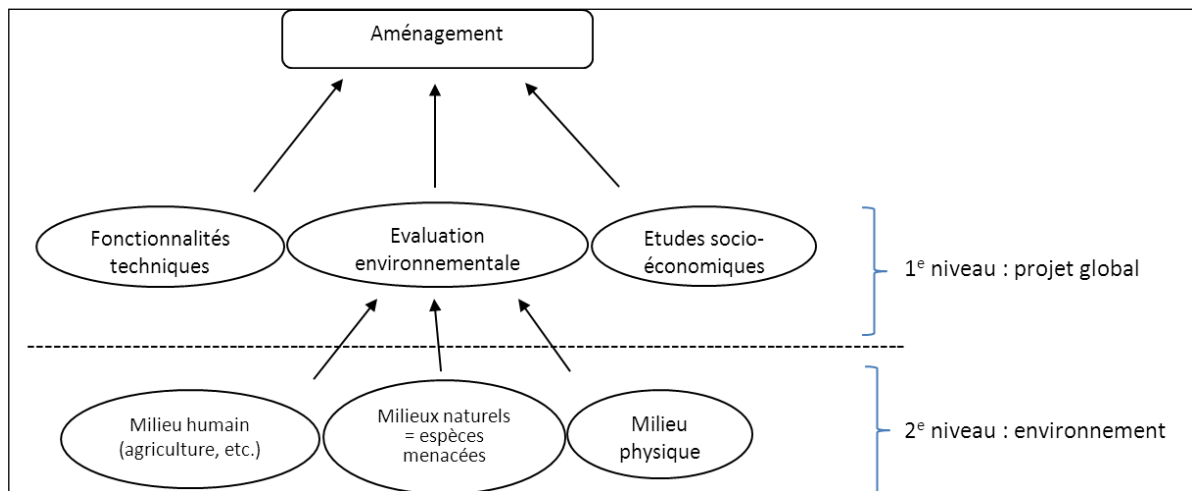 Aménagement
Fonctionnalités
techniques
Evaluation
environnementale
Etudes socio-
économiques
1e niveau : projet global
Milieu humain
(agriculture, etc.)
Milieux naturels
= espèces
menacées
Milieu
physique
2e niveau : environnement